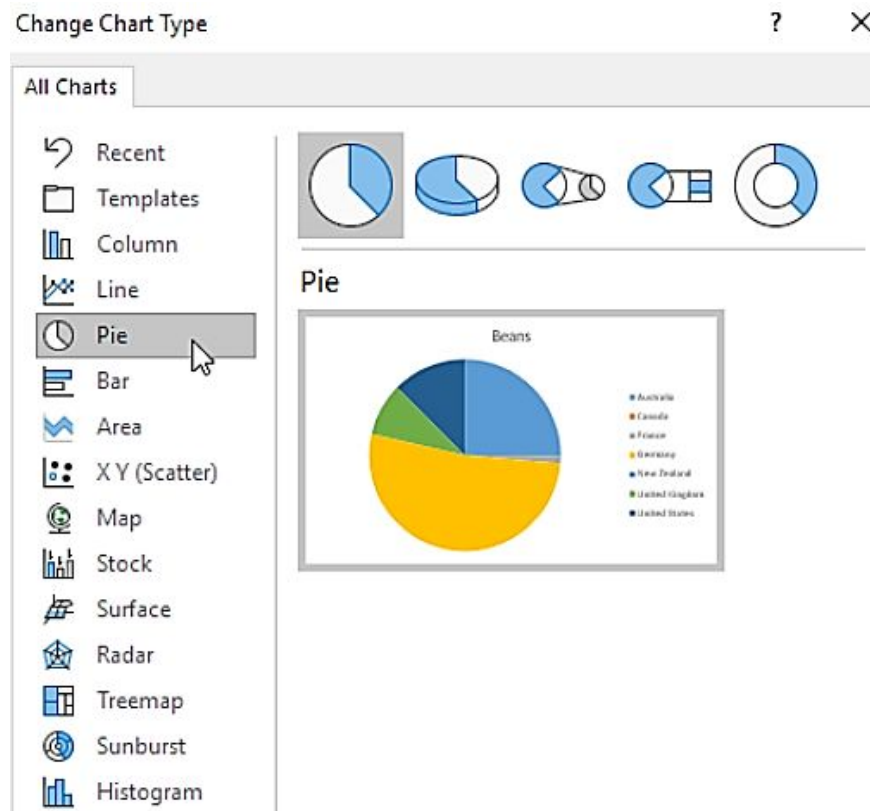 Change Chart Type ?
All Charts
Recent
Templates
Column
Line
Pie
Bar
Area
X Y (Scatter)
Map
Stock
Surface
Radar
Treemap
Sunburst
Histogram
Pie
Beans
Australia
Canada
France
Germany
New Zealand
United Kingdom
United States